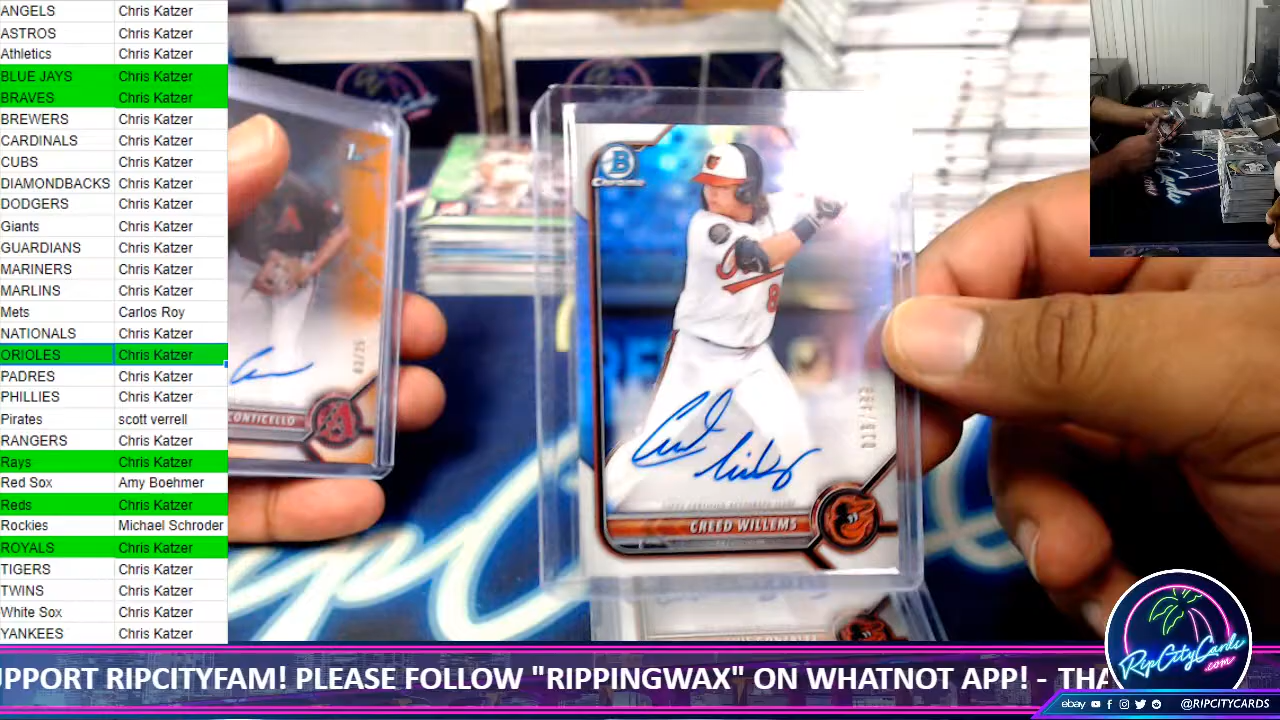 ANGELS Chris Katzer
ASTROS Chris Katzer
Athletics Chris Katzer
BLUE JAYS Chris Katzer
BRAVES Chris Katzer
BREWERS Chris Katzer
CARDINALS Chris Katzer
CUBS Chris Katzer
DIAMONDBACKS Chris Katzer
DODGERS Chris Katzer
Giants Chris Katzer
GUARDIANS Chris Katzer
MARINERS Chris Katzer
MARLINS Chris Katzer
Mets Carlos Roy
NATIONALS Chris Katzer
ORIOLES Chris Katzer
PADRES Chris Katzer
PHILLIES Chris Katzer
Pirates scott verrell
RANGERS Chris Katzer
Rays Chris Katzer
Red Sox Amy Boehmer
Reds Chris Katzer
Rockies Michael Schroder
ROYALS Chris Katzer
TIGERS Chris Katzer
TWINS Chris Katzer
White Sox Chris Katzer
YANKEES Chris Katzer
B
Chrome
8
CREED WILLEMS
CONTICELLO
A
UPPORT RIPCITYFAM! PLEASE FOLLOW "RIPPINGWAX" ON WHATNOT APP! - THA
RipCityCards
.com
ebay @RIPCITYCARDS